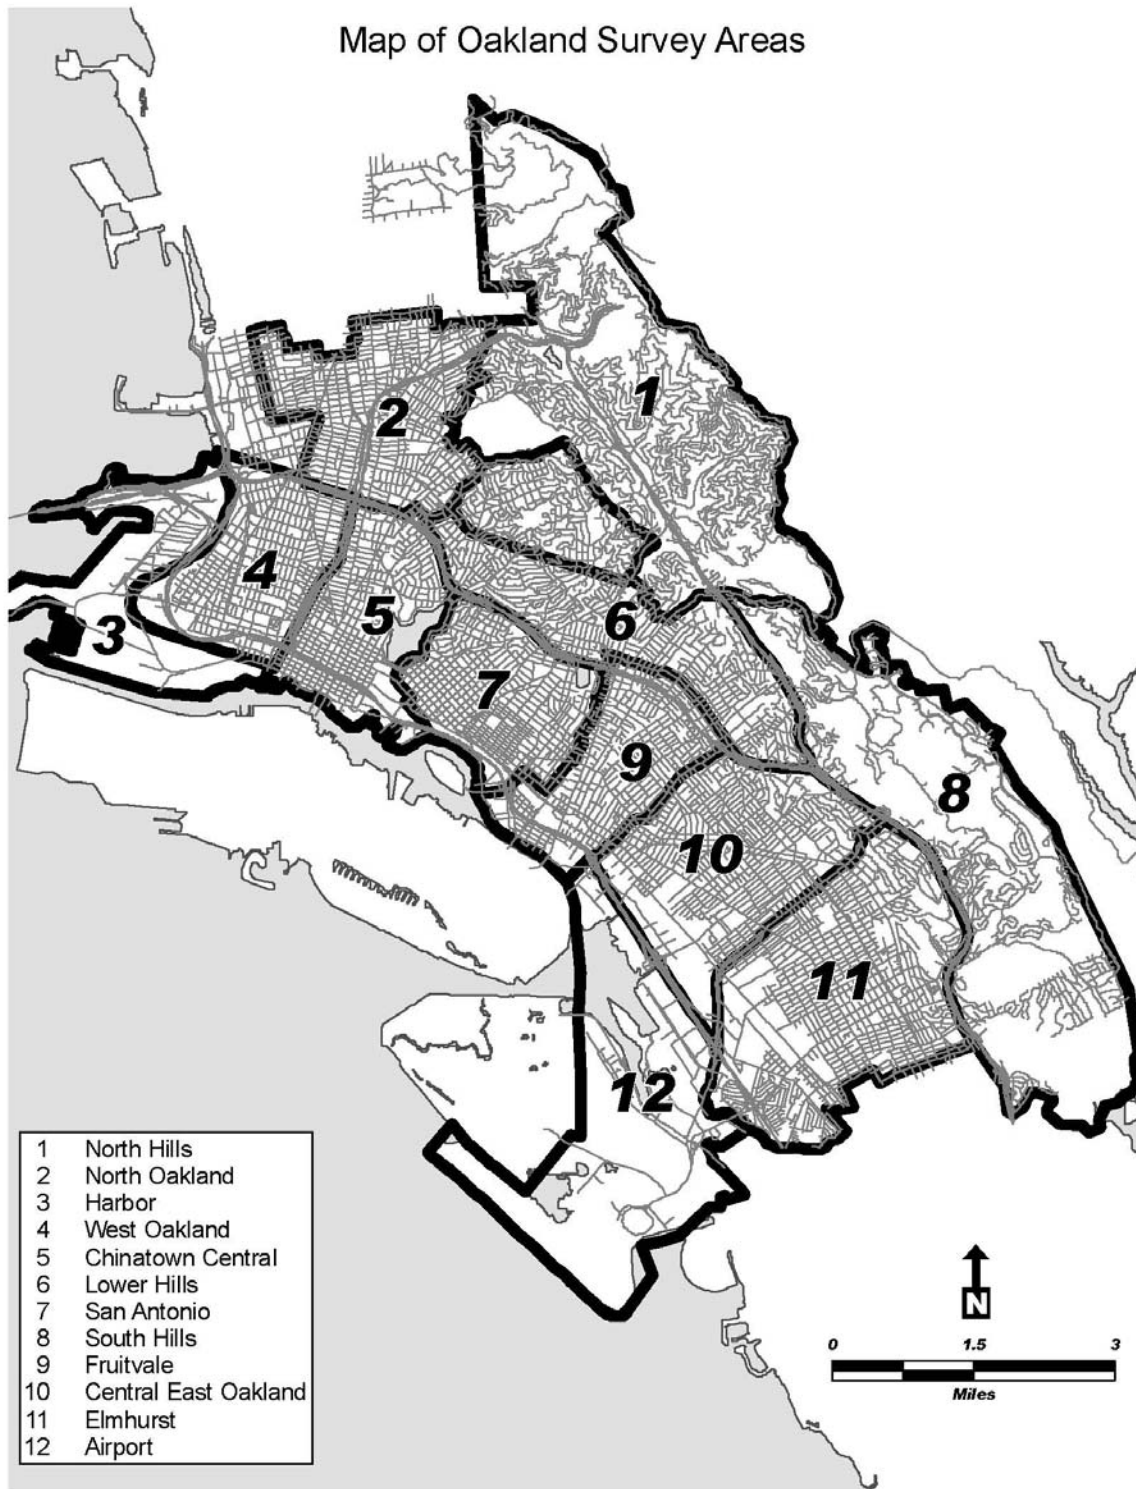 Map of Oakland Survey Areas
1
2
4
5
3
6
7
9
8
10
11
12
1 North Hills
2 North Oakland
3 Harbor
4 West Oakland
5 Chinatown Central
6 Lower Hills
7 San Antonio
8 South Hills
9 Fruitvale
10 Central East Oakland
11 Elmhurst
12 Airport
N
0 1.5 3
Miles